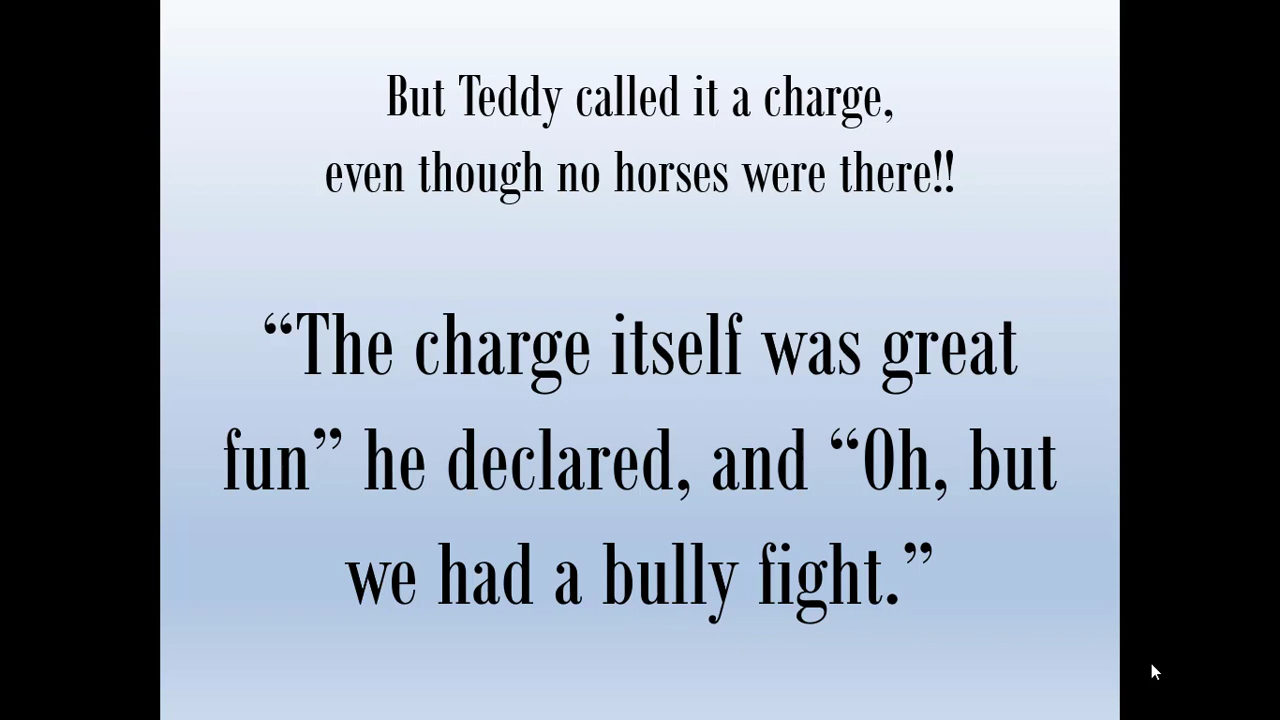 But Teddy called it a charge,
even though no horses were there!!
“The charge itself was great
fun” he declared, and “Oh, but
we had a bully fight.”